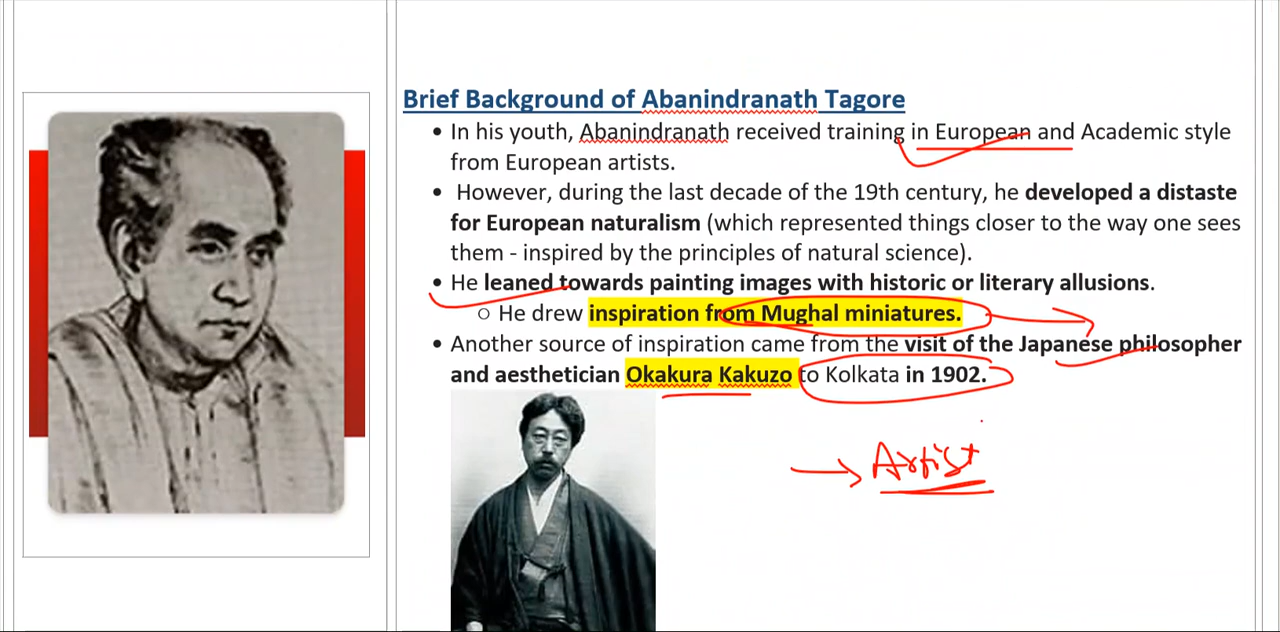 Brief Background of Abanindranath Tagore
• In his youth, Abanindranath received training in European and Academic style
from European artists.
• However, during the last decade of the 19th century, he developed a distaste
for European naturalism (which represented things closer to the way one sees
them - inspired by the principles of natural science).
• He leaned towards painting images with historic or literary allusions.
○ He drew inspiration from Mughal miniatures.
• Another source of inspiration came from the visit of the Japanese philosopher
and aesthetician Okakura Kakuzo to Kolkata in 1902.
→ Artist